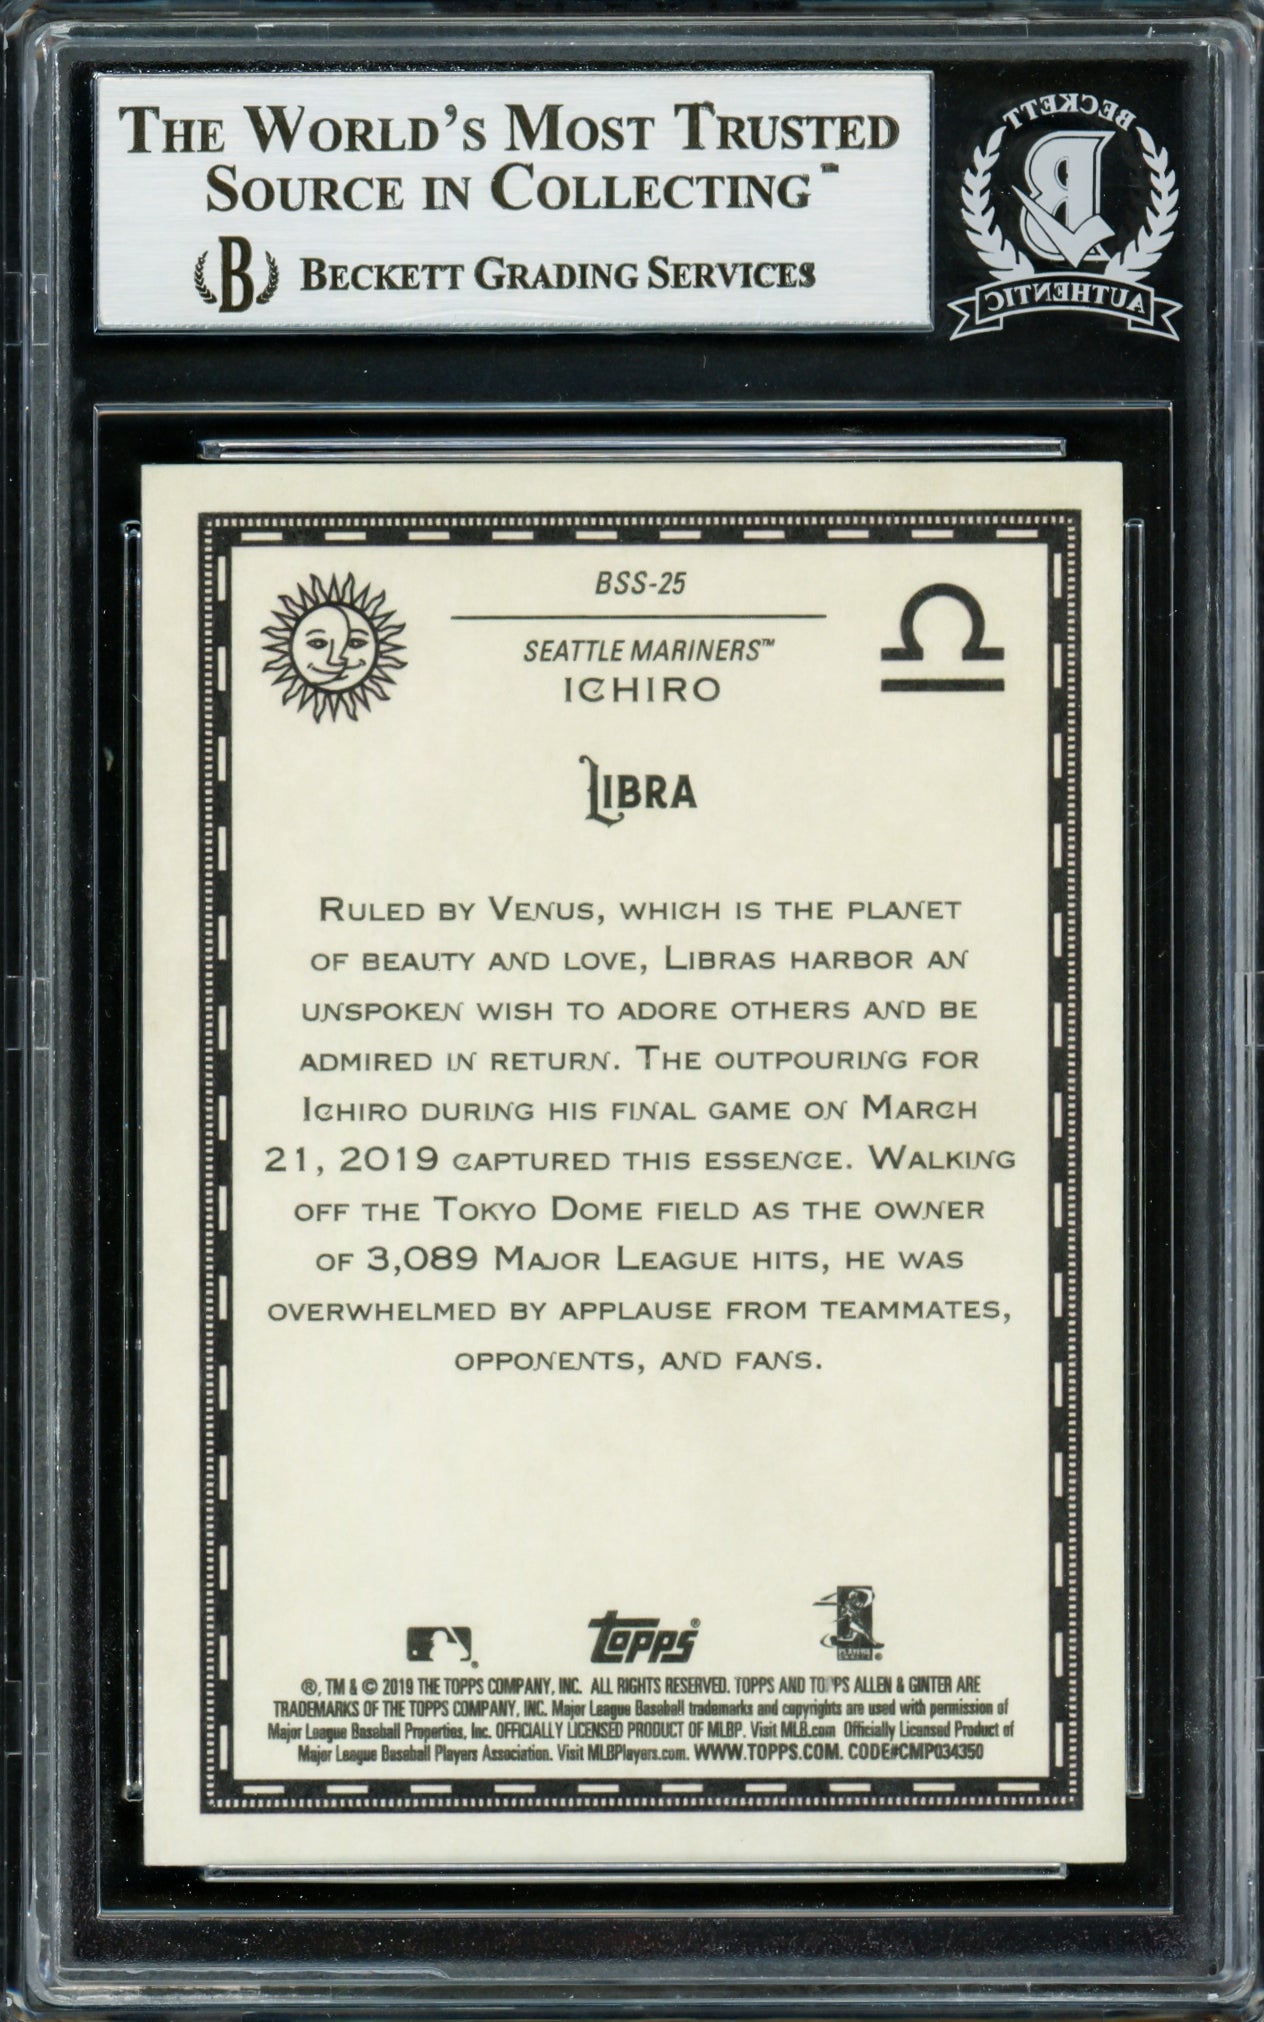 THE WORLD'S MOST TRUSTED
SOURCE IN COLLECTING™
B BECKETT GRADING SERVICES
BECKETT
B
AUTHENTIC
BSS-25
SEATTLE MARINERS™
ICHIRO
LIBRA
RULED BY VENUS, WHICH IS THE PLANET
OF BEAUTY AND LOVE, LIBRAS HARBOR AN
UNSPOKEN WISH TO ADORE OTHERS AND BE
ADMIRED IN RETURN. THE OUTPOURING FOR
ICHIRO DURING HIS FINAL GAME ON MARCH
21, 2019 CAPTURED THIS ESSENCE. WALKING
OFF THE TOKYO DOME FIELD AS THE OWNER
OF 3,089 MAJOR LEAGUE HITS, HE WAS
OVERWHELMED BY APPLAUSE FROM TEAMMATES,
OPPONENTS, AND FANS.
topps®
PLAYERS
®, TM & © 2019 THE TOPPS COMPANY, INC. ALL RIGHTS RESERVED. TOPPS AND TOPPS ALLEN & GINTER ARE
TRADEMARKS OF THE TOPPS COMPANY, INC. Major League Baseball trademarks and copyrights are used with permission of
Major League Baseball Properties, Inc. OFFICIALLY LICENSED PRODUCT OF MLBP. Visit MLB.com Officially Licensed Product of
Major League Baseball Players Association. Visit MLBPlayers.com. WWW.TOPPS.COM. CODE#CMP034350